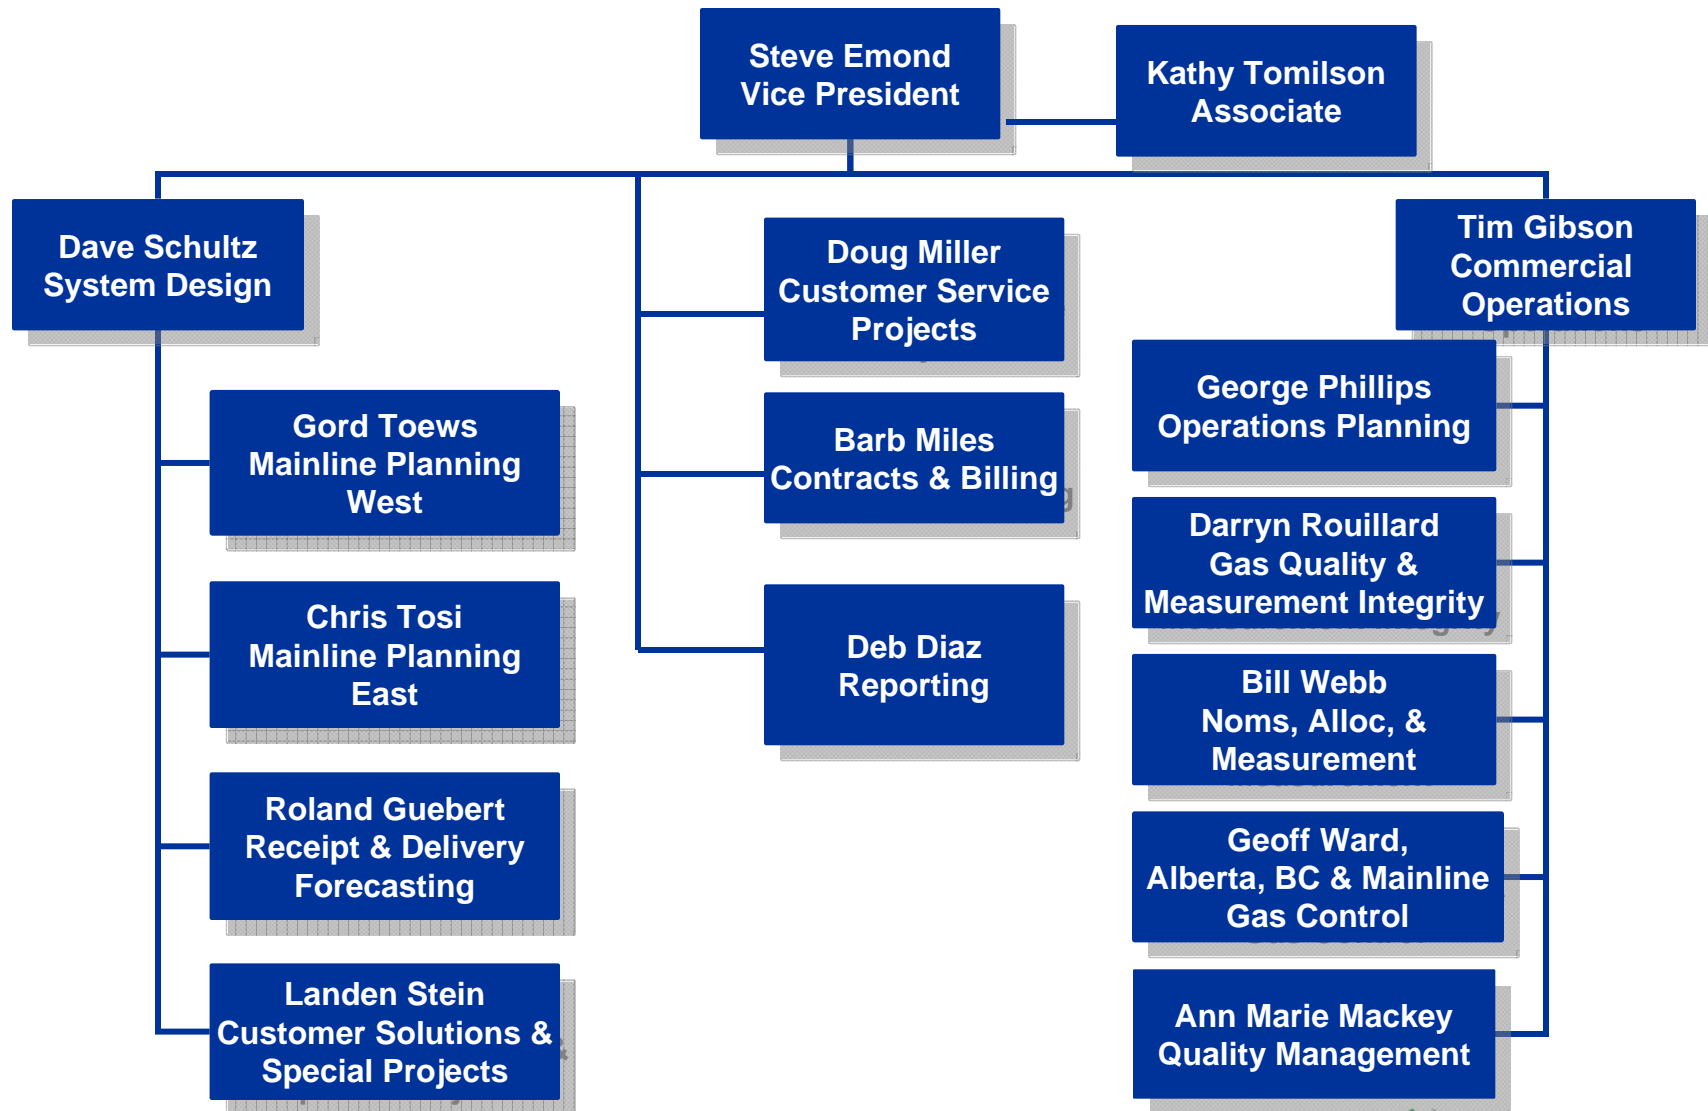 Steve Emond
Vice President
Kathy Tomilson
Associate
Dave Schultz
System Design
Doug Miller
Customer Service
Projects
Tim Gibson
Commercial
Operations
Gord Toews
Mainline Planning
West
Barb Miles
Contracts & Billing
George Phillips
Operations Planning
Darryn Rouillard
Gas Quality &
Measurement Integrity
Chris Tosi
Mainline Planning
East
Deb Diaz
Reporting
Bill Webb
Noms, Alloc, &
Measurement
Roland Guebert
Receipt & Delivery
Forecasting
Geoff Ward,
Alberta, BC & Mainline
Gas Control
Landen Stein
Customer Solutions &
Special Projects
Ann Marie Mackey
Quality Management